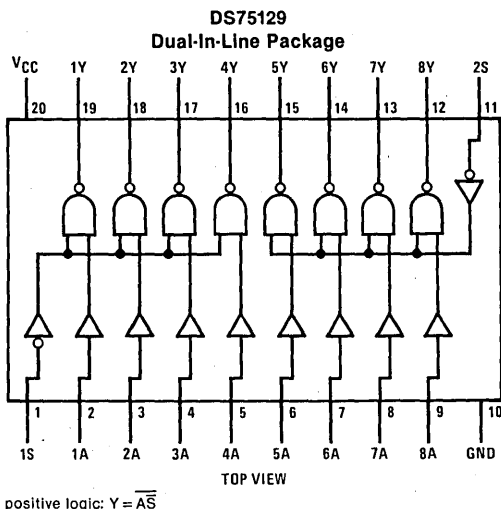 DS75129
Dual-In-Line Package
VCC 1Y 2Y 3Y 4Y 5Y 6Y 7Y 8Y 2S
20 19 18 17 16 15 14 13 12 11
1 2 3 4 5 6 7 8 9 10
1S 1A 2A 3A 4A 5A 6A 7A 8A GND
TOP VIEW
positive logic: Y = A̅S̅̅